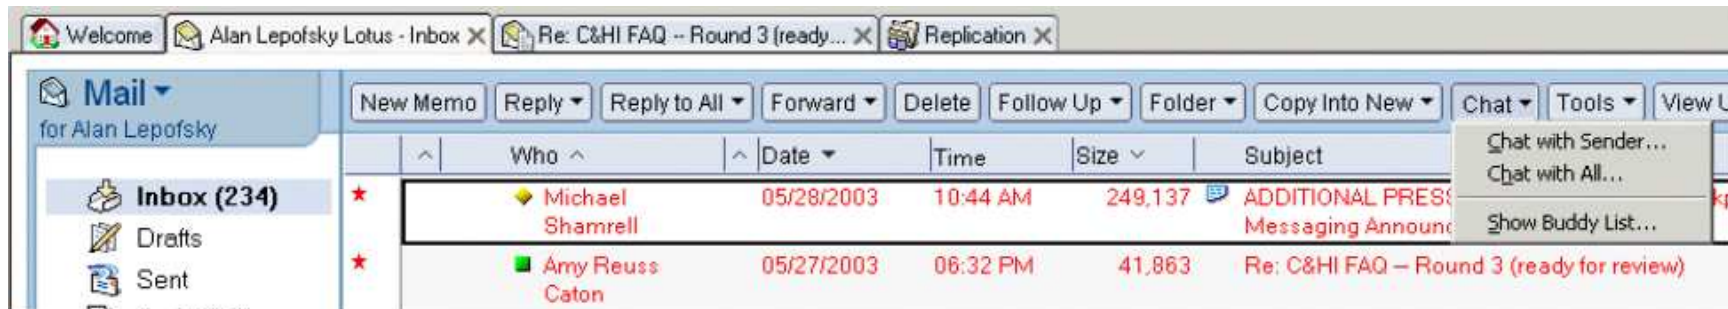 Welcome Alan Lepofsky Lotus - Inbox Re: C&HI FAQ -- Round 3 (ready... Replication
Mail
for Alan Lepofsky
New Memo Reply Reply to All Forward Delete Follow Up Folder Copy Into New Chat Tools View
Chat with Sender...
Chat with All...
Show Buddy List...
Who Date Time Size Subject
Inbox (234)
Drafts
Sent
Michael Shamrell 05/28/2003 10:44 AM 249,137 ADDITIONAL
Messaging
Amy Reuss Caton 05/27/2003 06:32 PM 41,863 Re: C&HI FAQ -- Round 3 (ready for review)